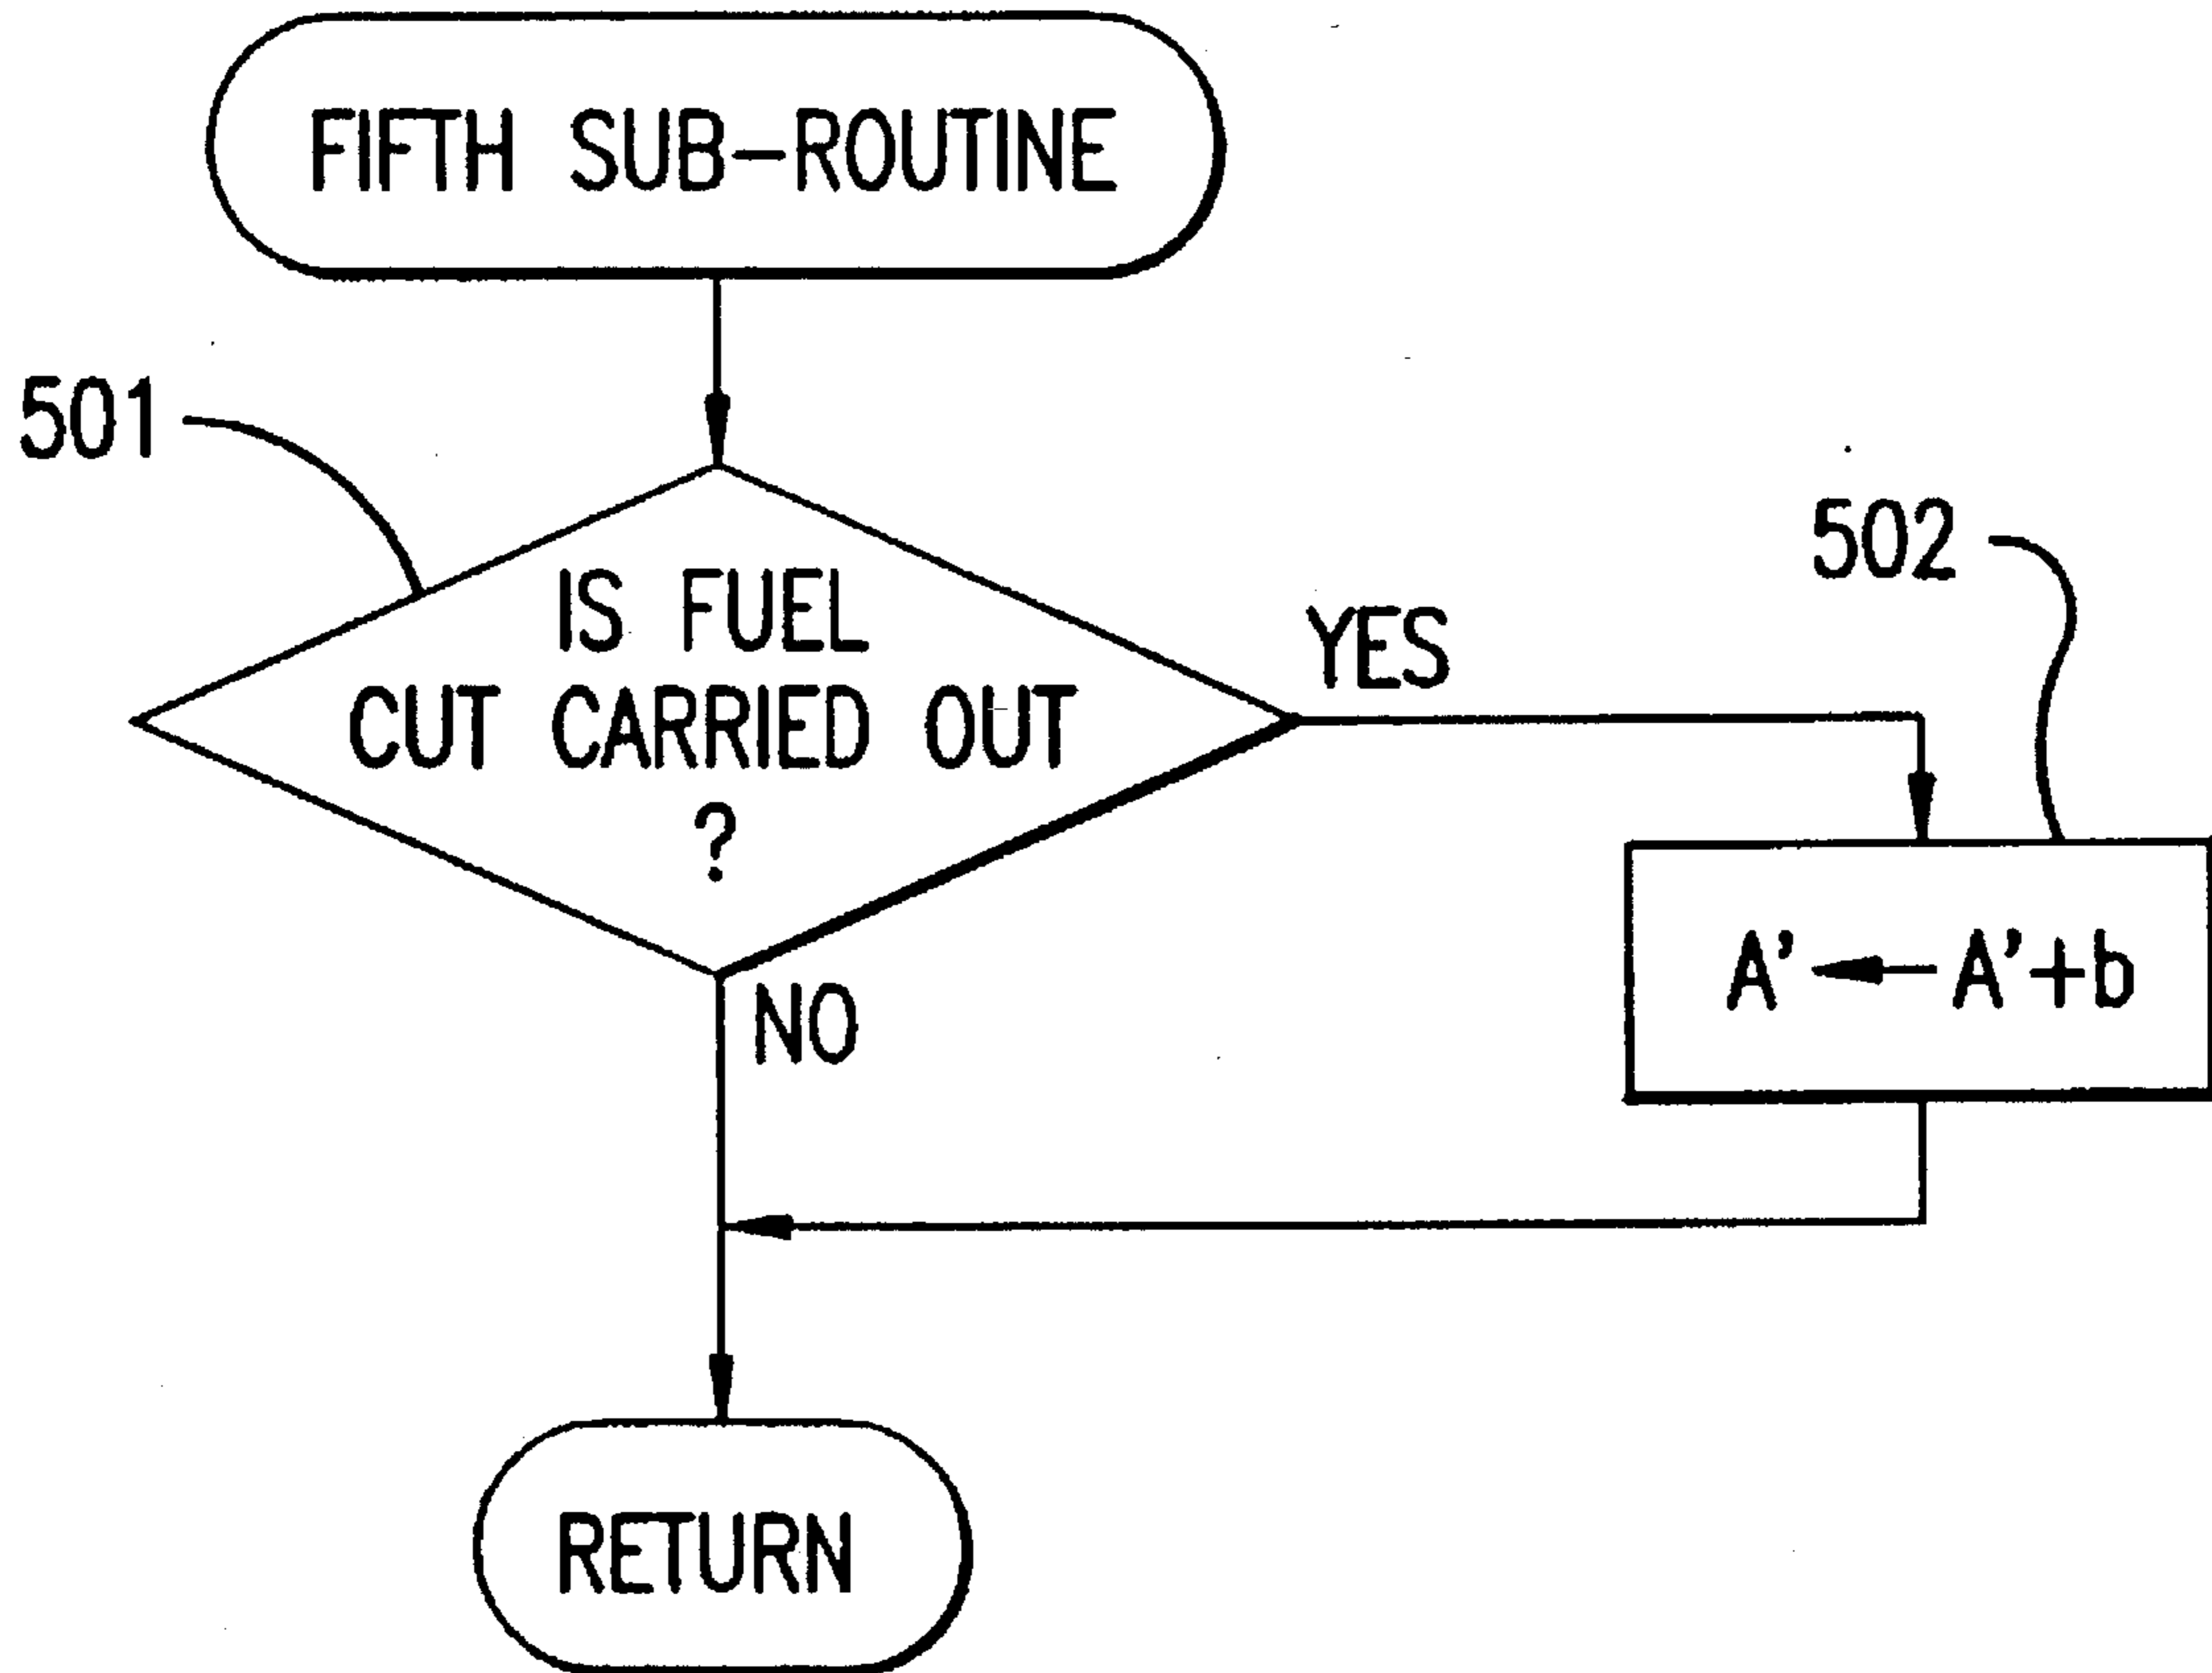 FIFTH SUB-ROUTINE
501
IS FUEL
CUT CARRIED OUT
?
YES
502
A' ← A'+b
NO
RETURN